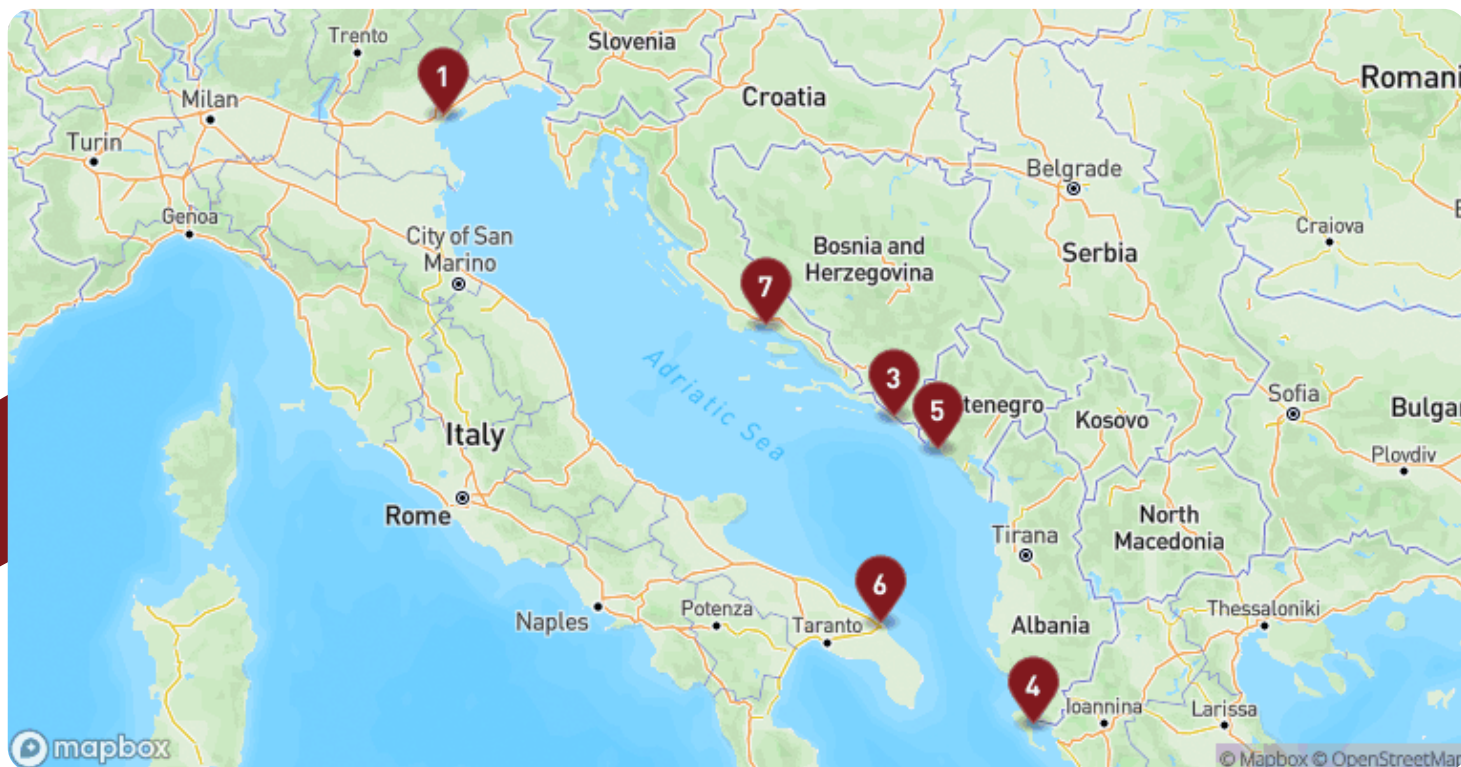 Trento
Slovenia
Romani
1
Milan
Croatia
Turin
Belgrade
Genoa
City of San
Marino
Bosnia and
Herzegovina
Serbia
Craiova
7
Adriatic Sea
3
5
tenegro
Kosovo
Sofia
Bulga
Italy
Plovdiv
Rome
Tirana
North
Macedonia
6
Naples
Potenza
Taranto
Albania
Thessaloniki
4
Ioannina
Larissa
mapbox
© Mapbox © OpenStreetMap